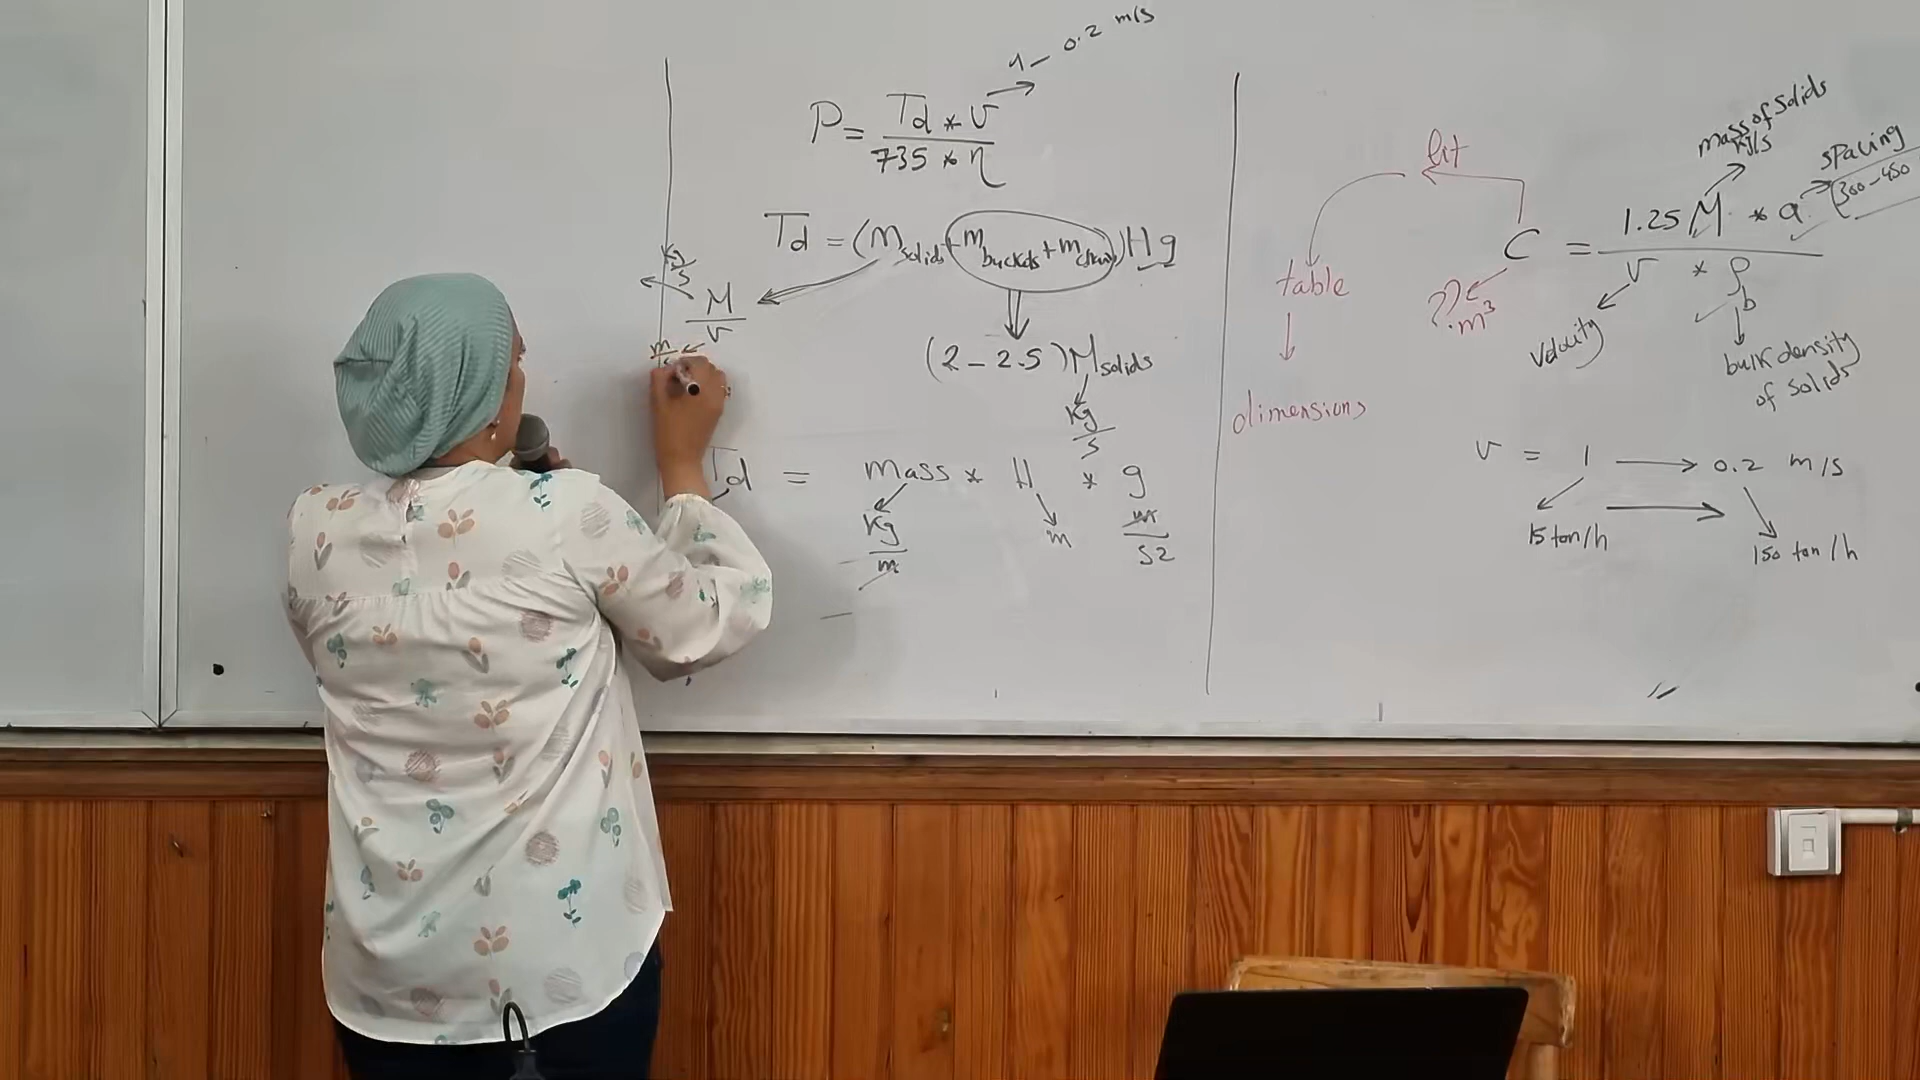 1 – 0.2 m/s
P = Td * v / 735 * η
Td = (m solids + m buckets + m chain) H g
kg/s
M/v
m
(2 – 2.5) M solids
kg/s
Td = mass * H * g
kg/m
m
m/s2
mass of solids
kg/s
spacing
300 – 450
lit
C = 1.25 M * a / v * ρb
table
??
m³
velocity
bulk density
of solids
dimensions
v = 1 → 0.2 m/s
15 ton/h
150 ton/h